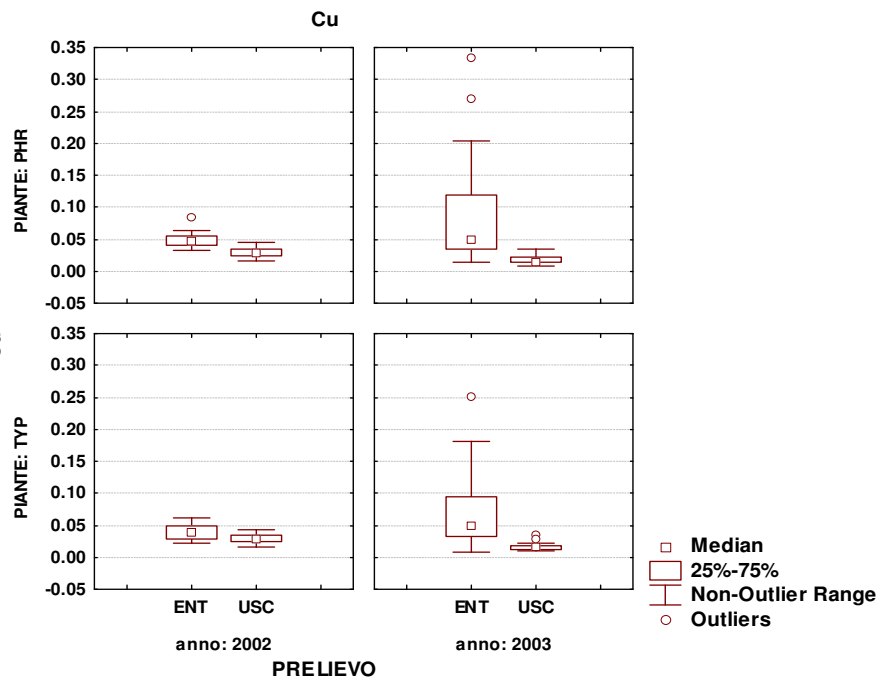 Cu
0.35
0.30
0.25
0.20
0.15
0.10
0.05
0.00
-0.05
PIANTE: PHR
0.35
0.30
0.25
0.20
0.15
0.10
0.05
0.00
-0.05
PIANTE: TYP
ENT USC
ENT USC
anno: 2002
anno: 2003
PRELIEVO
Median
25%-75%
Non-Outlier Range
Outliers